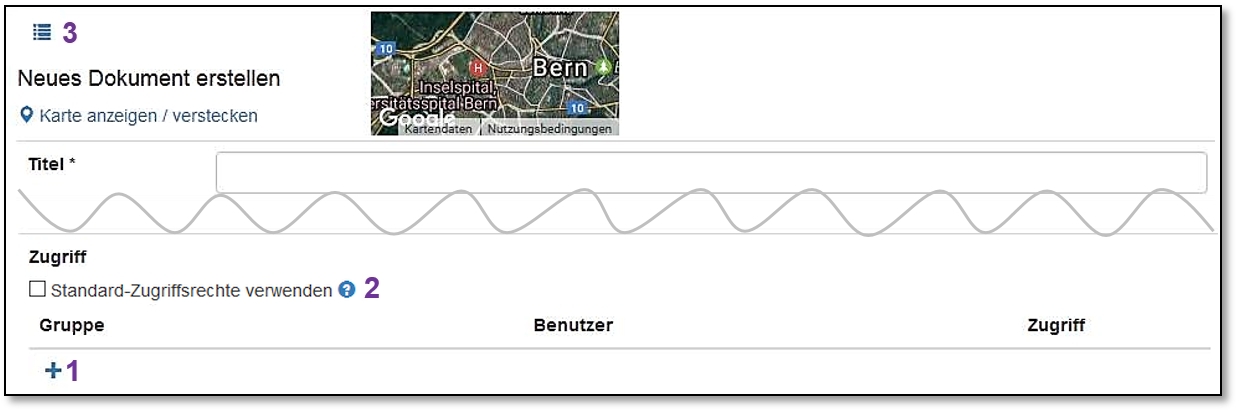 3
Neues Dokument erstellen
Karte anzeigen / verstecken
10
H
Bern
Inselspital,
ersitätsspital Bern
10
Google
Kartendaten Nutzungsbedingungen
Titel *
Zugriff
Standard-Zugriffsrechte verwenden ? 2
Gruppe Benutzer Zugriff
+ 1